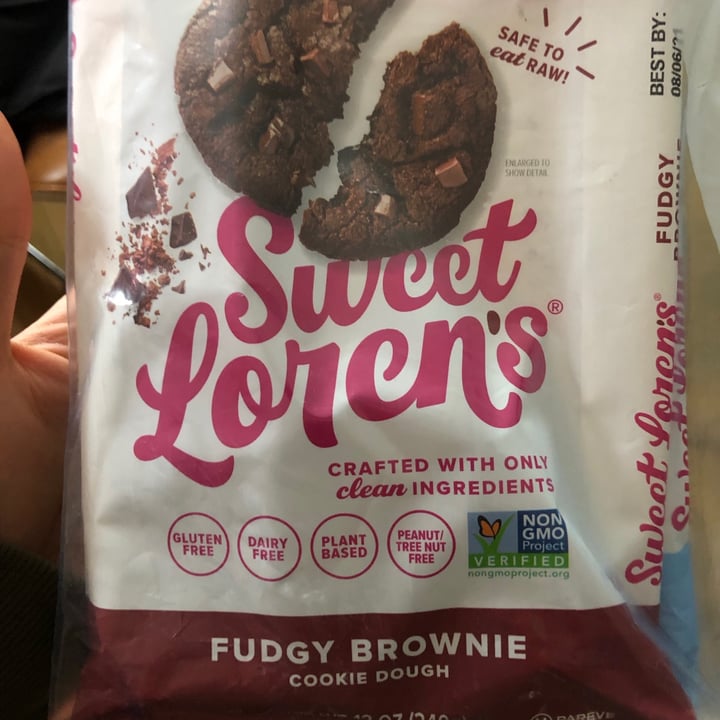 SAFE TO
eat RAW!
BEST BY:
08/06/21
ENLARGED TO
SHOW DETAIL
Sweet
Loren's®
CRAFTED WITH ONLY
clean INGREDIENTS
GLUTEN
FREE
DAIRY
FREE
PLANT
BASED
PEANUT/
TREE NUT
FREE
NON
GMO
Project
VERIFIED
nongmoproject.org
FUDGY BROWNIE
COOKIE DOUGH
PAREVE
FUDGY
BROWNIE
Sweet Loren's®